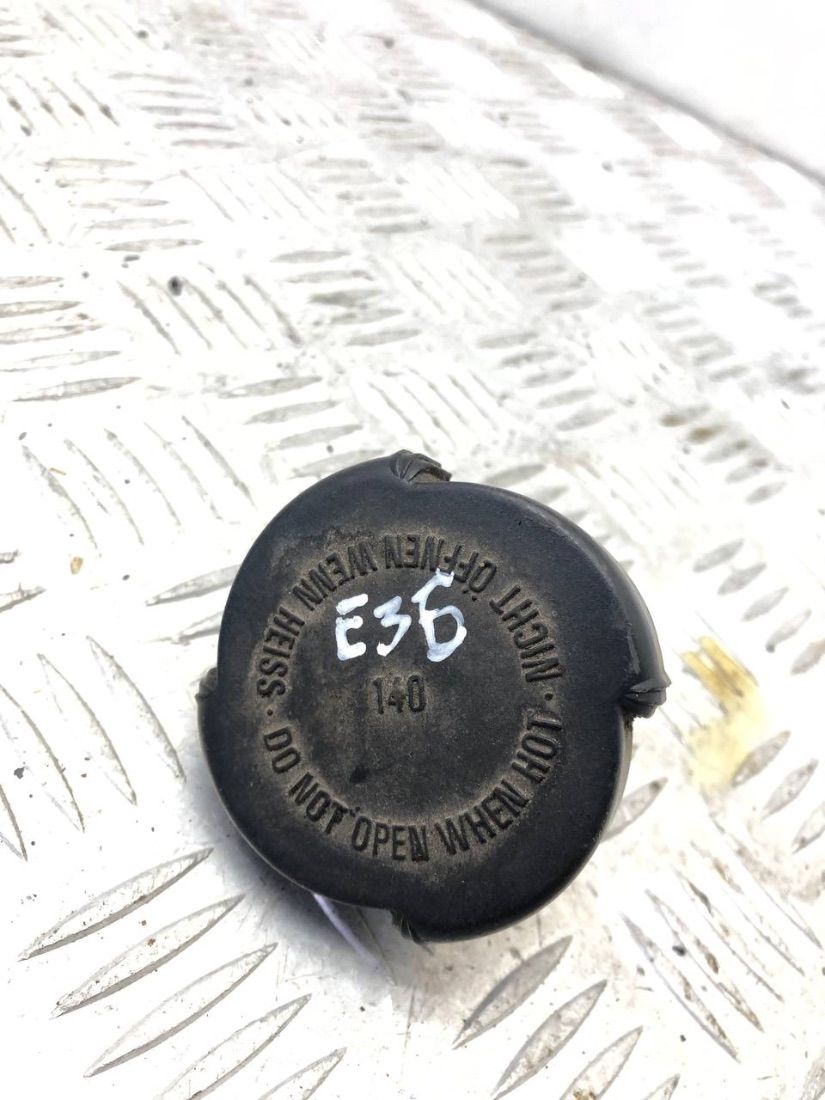 NICHT ÖFFNEN WENN HEISS ·
E36
140
DO NOT OPEN WHEN HOT ·